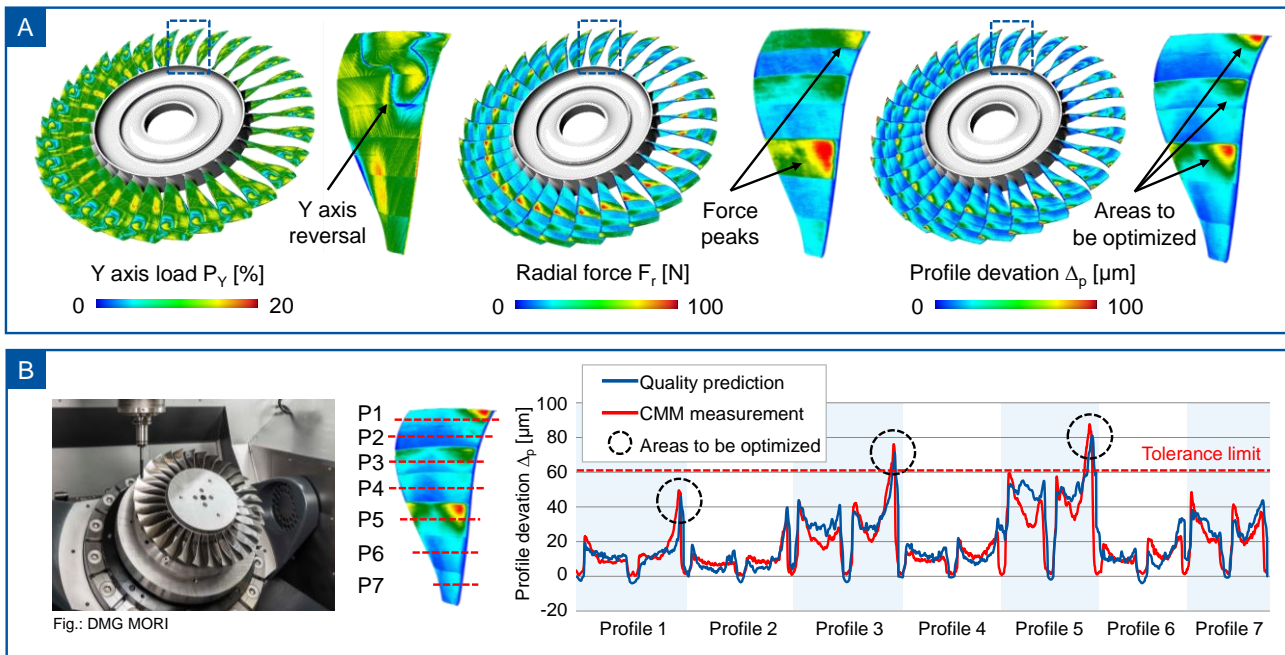 A
Y axis
reversal
Force
peaks
Areas to
be optimized
Y axis load P_Y [%]
0 20
Radial force F_r [N]
0 100
Profile devation Δ_p [µm]
0 100
B
Fig.: DMG MORI
P1
P2
P3
P4
P5
P6
P7
Quality prediction
CMM measurement
Areas to be optimized
Tolerance limit
Profile devation Δ_p [µm]
100
80
60
40
20
0
-20
Profile 1 Profile 2 Profile 3 Profile 4 Profile 5 Profile 6 Profile 7